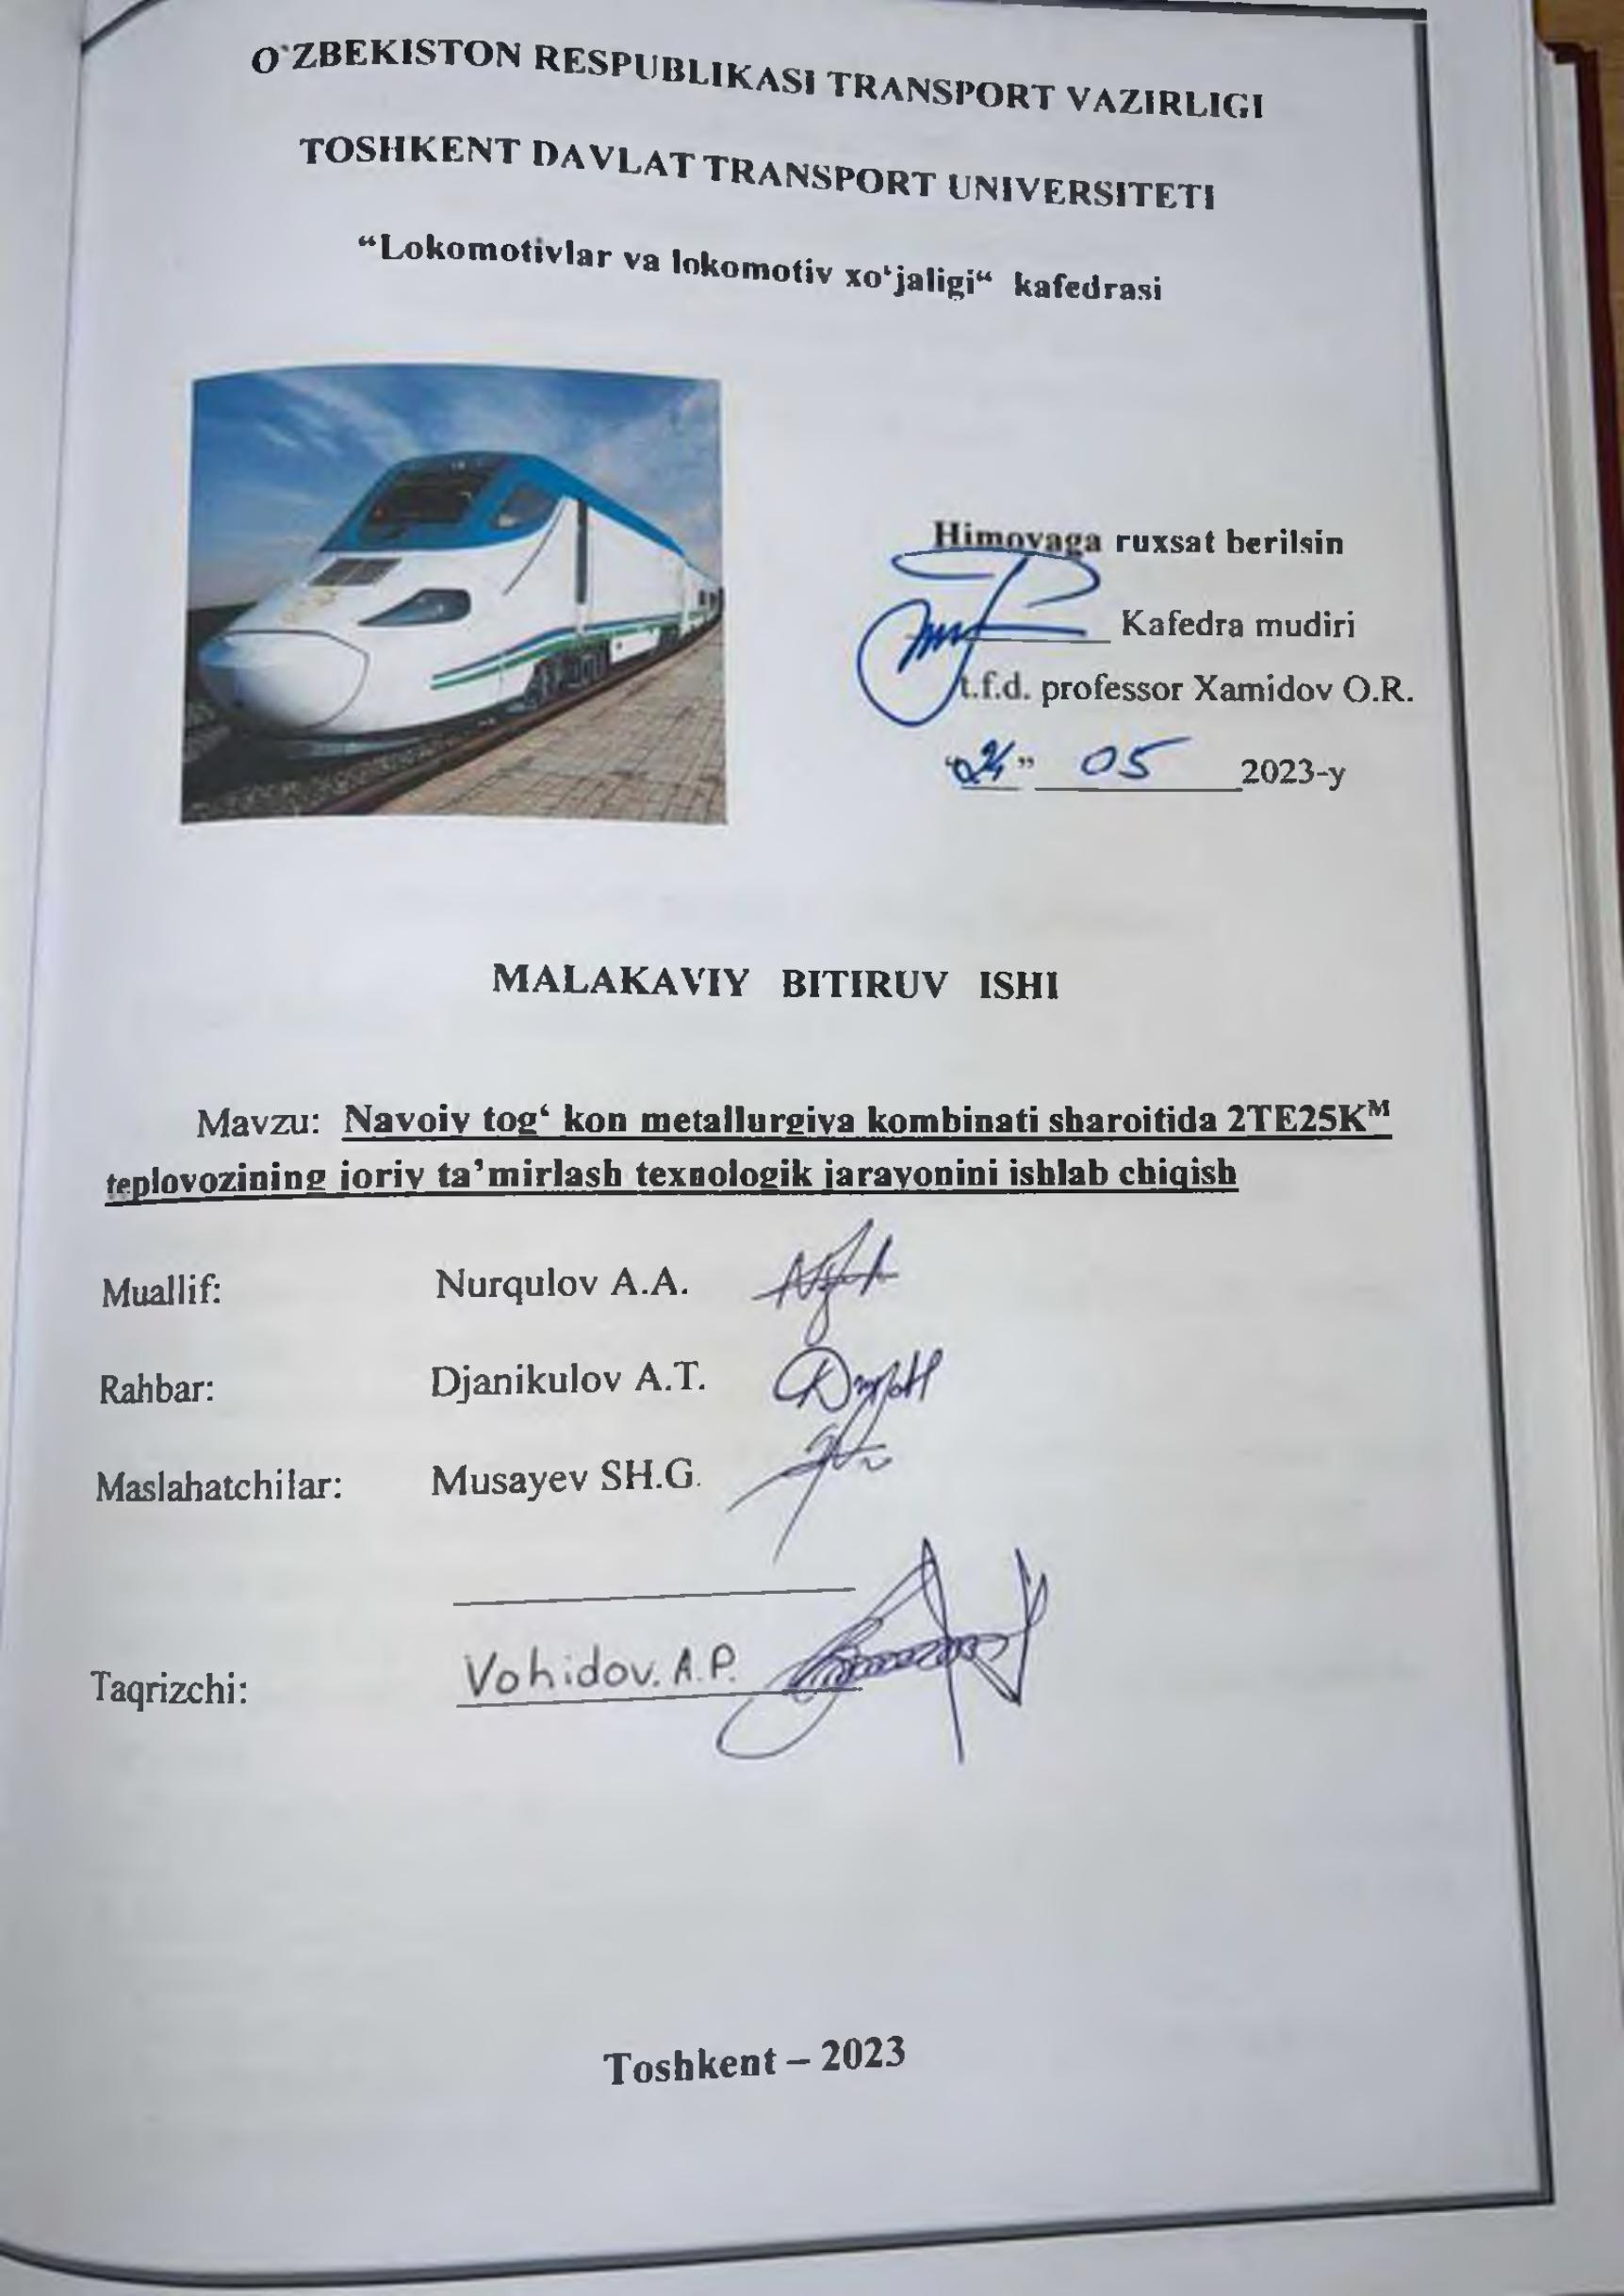 O`ZBEKISTON RESPUBLIKASI TRANSPORT VAZIRLIGI
TOSHKENT DAVLAT TRANSPORT UNIVERSITETI
“Lokomotivlar va lokomotiv xo‘jaligi“ kafedrasi
Himovaga ruxsat berilsin
Kafedra mudiri
t.f.d. professor Xamidov O.R.
“24” 05 2023-y
MALAKAVIY BITIRUV ISHI
Mavzu: Navoiy tog‘ kon metallurgiya kombinati sharoitida 2TE25Kᴹ
teplovozining joriy ta’mirlash texnologik jarayonini ishlab chiqish
Muallif: Nurqulov A.A.
Rahbar: Djanikulov A.T.
Maslahatchilar: Musayev SH.G.
Taqrizchi: Vohidov. A.P.
Toshkent – 2023